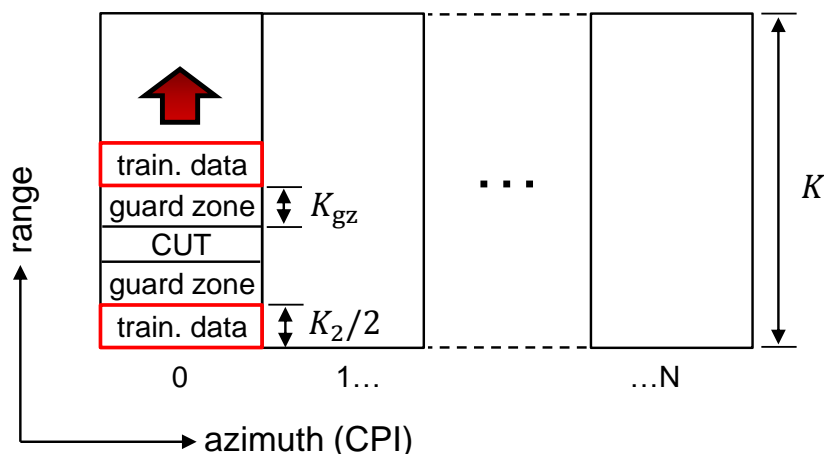 train. data
guard zone
K_gz
CUT
guard zone
train. data
K_2/2
K
...
range
0
1...
...N
azimuth (CPI)